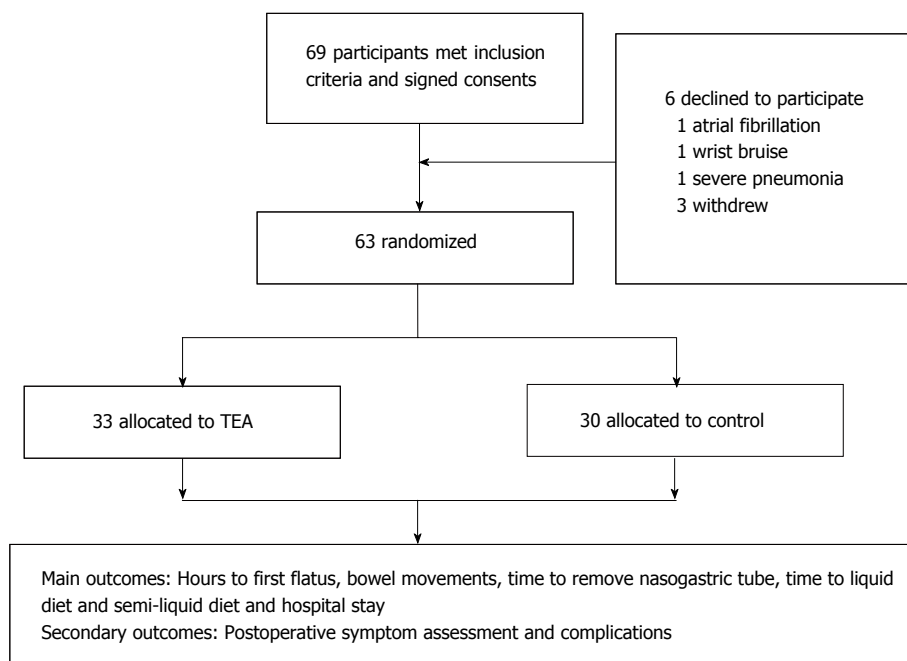 69 participants met inclusion
criteria and signed consents
6 declined to participate
1 atrial fibrillation
1 wrist bruise
1 severe pneumonia
3 withdrew
63 randomized
33 allocated to TEA
30 allocated to control
Main outcomes: Hours to first flatus, bowel movements, time to remove nasogastric tube, time to liquid
diet and semi-liquid diet and hospital stay
Secondary outcomes: Postoperative symptom assessment and complications